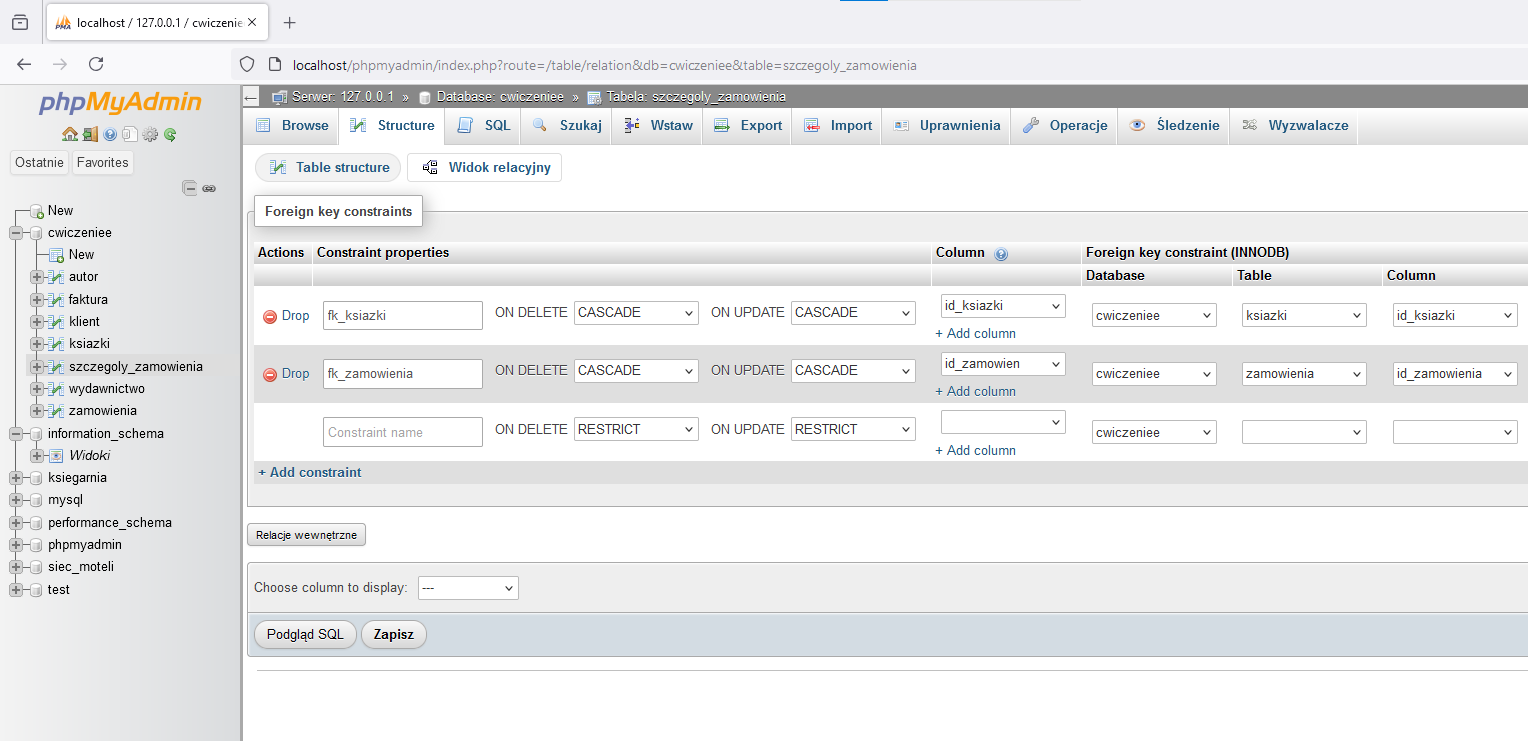 localhost / 127.0.0.1 / cwiczenie
localhost/phpmyadmin/index.php?route=/table/relation&db=cwiczeniee&table=szczegoly_zamowienia
phpMyAdmin
Ostatnie Favorites
New
cwiczeniee
New
autor
faktura
klient
ksiazki
szczegoly_zamowienia
wydawnictwo
zamowienia
information_schema
Widoki
ksiegarnia
mysql
performance_schema
phpmyadmin
siec_moteli
test
Serwer: 127.0.0.1 » Database: cwiczeniee » Tabela: szczegoly_zamowienia
Browse Structure SQL Szukaj Wstaw Export Import Uprawnienia Operacje Śledzenie Wyzwalacze
Table structure Widok relacyjny
Foreign key constraints
Actions Constraint properties Column Foreign key constraint (INNODB)
Database Table Column
Drop fk_ksiazki ON DELETE CASCADE ON UPDATE CASCADE id_ksiazki cwiczeniee ksiazki id_ksiazki
+ Add column
Drop fk_zamowienia ON DELETE CASCADE ON UPDATE CASCADE id_zamowien cwiczeniee zamowienia id_zamowienia
+ Add column
Constraint name ON DELETE RESTRICT ON UPDATE RESTRICT cwiczeniee
+ Add column
+ Add constraint
Relacje wewnętrzne
Choose column to display: ---
Podgląd SQL Zapisz